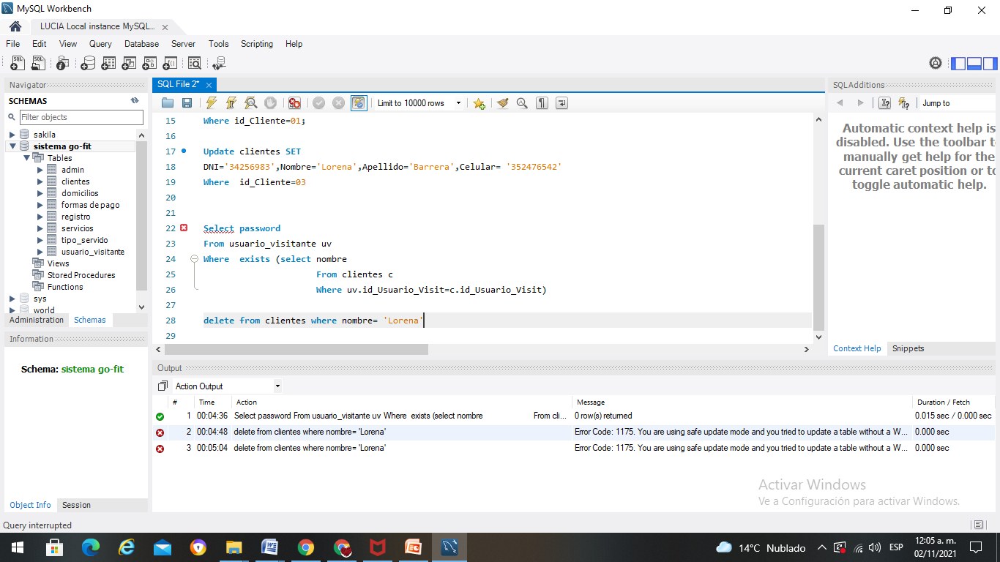 MySQL Workbench
LUCIA Local instance MySQL...
File Edit View Query Database Server Tools Scripting Help
Navigator
SCHEMAS
Filter objects
sakila
sistema go-fit
Tables
admin
clientes
domicilios
formas de pago
registro
servicios
tipo_servido
usuario_visitante
Views
Stored Procedures
Functions
sys
world
Administration Schemas
Information
Schema: sistema go-fit
Object Info Session
SQL File 2*
Limit to 10000 rows
15 Where id_Cliente=01;
16
17 Update clientes SET
18 DNI='34256983',Nombre='Lorena',Apellido='Barrera',Celular= '352476542'
19 Where id_Cliente=03
20
21
22 Select password
23 From usuario_visitante uv
24 Where exists (select nombre
25 From clientes c
26 Where uv.id_Usuario_Visit=c.id_Usuario_Visit)
27
28 delete from clientes where nombre= 'Lorena'
29
SQLAdditions
Jump to
Automatic context help is
disabled. Use the toolbar t
manually get help for the
current caret position or to
toggle automatic help.
Context Help Snippets
Output
Action Output
# Time Action Message Duration / Fetch
1 00:04:36 Select password From usuario_visitante uv Where exists (select nombre From cli... 0 row(s) returned 0.015 sec / 0.000 sec
2 00:04:48 delete from clientes where nombre= 'Lorena' Error Code: 1175. You are using safe update mode and you tried to update a table without a W... 0.000 sec
3 00:05:04 delete from clientes where nombre= 'Lorena' Error Code: 1175. You are using safe update mode and you tried to update a table without a W... 0.000 sec
Activar Windows
Ve a Configuración para activar Windows.
Query interrupted
14°C Nublado ESP 12:05 a. m.
02/11/2021